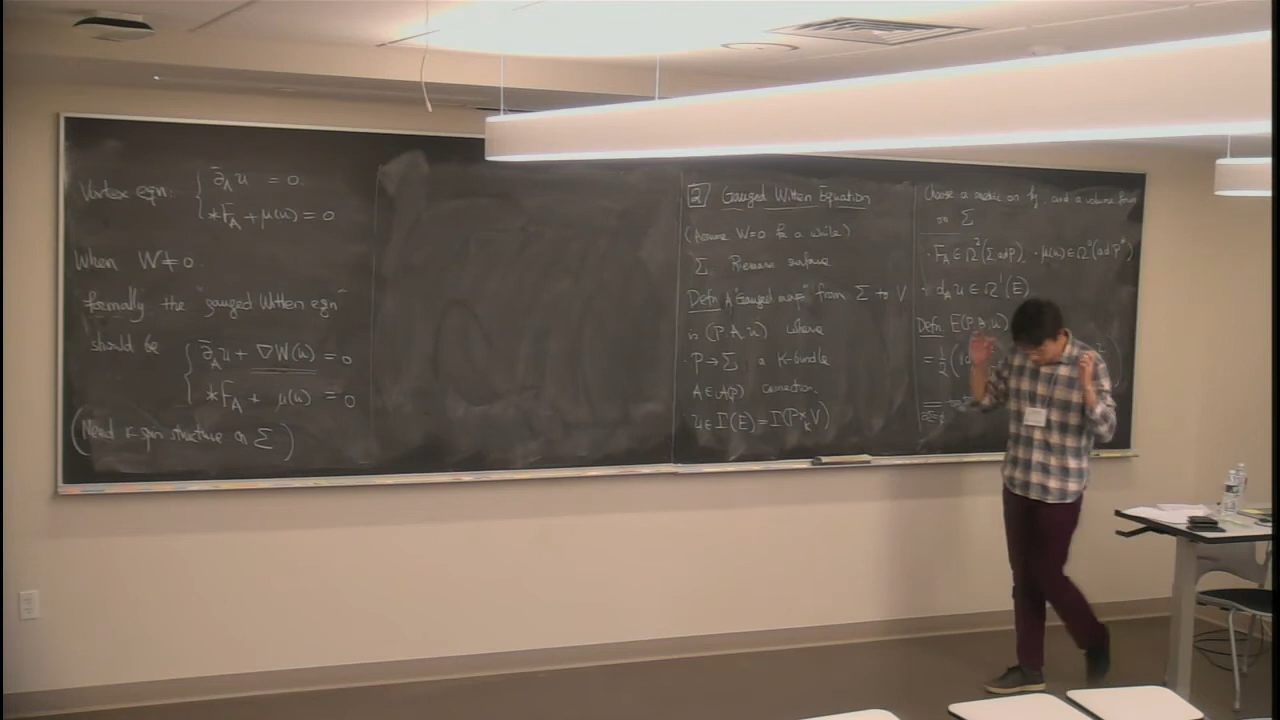 Vortex eqn: { ∂̄_A u = 0
*F_A + μ(u) = 0
When W≠0.
formally the "gauged Witten eqn"
should be { ∂̄_A u + ∇W(u) = 0
*F_A + μ(u) = 0
(Need r-spin structure on Σ)
2 Gauged Witten Equation
(Assume W=0 for a while)
Σ Riemann surface
Defn A "Gauged map" from Σ to V
is (P, A, u) where
· P → Σ, a K-bundle
A ∈ 𝒜(P) connection.
· u ∈ Γ(E) = Γ(P×_K V)
Choose a metric on 𝔨, and a volume form
on Σ
· F_A ∈ Ω²(Σ, adP), · μ(u) ∈ Ω⁰(adP*)
· d_A u ∈ Ω¹(E)
Defn. E(P, A, u)
= 1/2 (